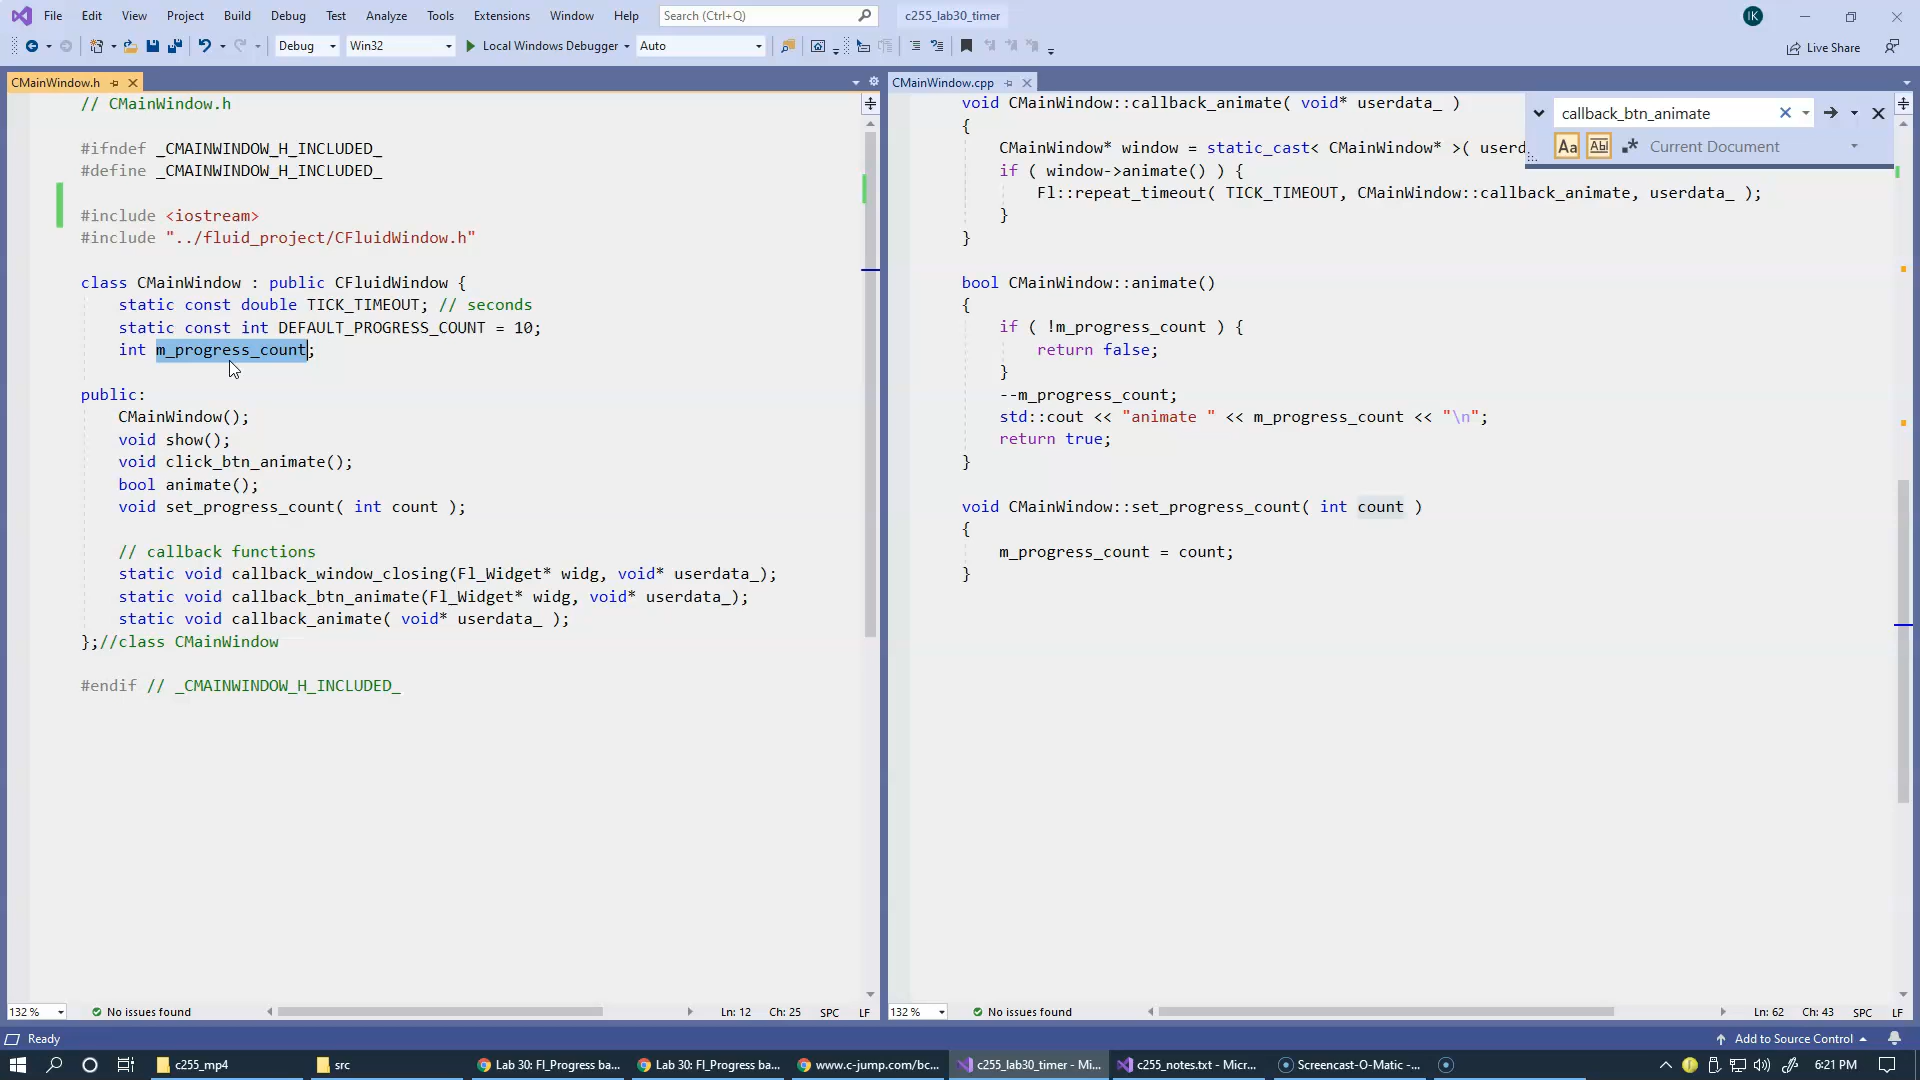 File Edit View Project Build Debug Test Analyze Tools Extensions Window Help Search (Ctrl+Q) c255_lab30_timer IK
Debug Win32 Local Windows Debugger Auto Live Share
CMainWindow.h
// CMainWindow.h
#ifndef _CMAINWINDOW_H_INCLUDED_
#define _CMAINWINDOW_H_INCLUDED_
#include <iostream>
#include "../fluid_project/CFluidWindow.h"
class CMainWindow : public CFluidWindow {
static const double TICK_TIMEOUT; // seconds
static const int DEFAULT_PROGRESS_COUNT = 10;
int m_progress_count;
public:
CMainWindow();
void show();
void click_btn_animate();
bool animate();
void set_progress_count( int count );
// callback functions
static void callback_window_closing(Fl_Widget* widg, void* userdata_);
static void callback_btn_animate(Fl_Widget* widg, void* userdata_);
static void callback_animate( void* userdata_ );
};//class CMainWindow
#endif // _CMAINWINDOW_H_INCLUDED_
132 % No issues found Ln: 12 Ch: 25 SPC LF
CMainWindow.cpp
void CMainWindow::callback_animate( void* userdata_ )
{
CMainWindow* window = static_cast< CMainWindow* >( userd
if ( window->animate() ) {
Fl::repeat_timeout( TICK_TIMEOUT, CMainWindow::callback_animate, userdata_ );
}
}
bool CMainWindow::animate()
{
if ( !m_progress_count ) {
return false;
}
--m_progress_count;
std::cout << "animate " << m_progress_count << "\n";
return true;
}
void CMainWindow::set_progress_count( int count )
{
m_progress_count = count;
}
callback_btn_animate
Aa Abl Current Document
132 % No issues found Ln: 62 Ch: 43 SPC LF
Ready Add to Source Control
c255_mp4 src Lab 30: Fl_Progress ba... Lab 30: Fl_Progress ba... www.c-jump.com/bc... c255_lab30_timer - Mi... c255_notes.txt - Micr... Screencast-O-Matic -... 6:21 PM